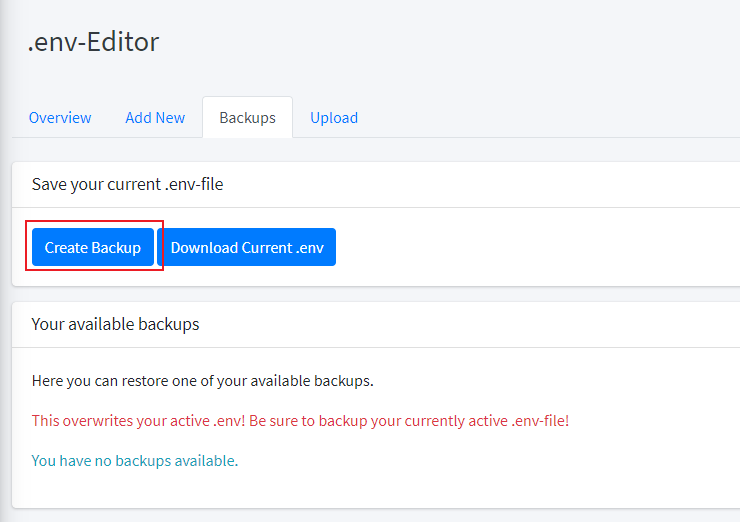 .env-Editor
Overview Add New Backups Upload
Save your current .env-file
Create Backup Download Current .env
Your available backups
Here you can restore one of your available backups.
This overwrites your active .env! Be sure to backup your currently active .env-file!
You have no backups available.